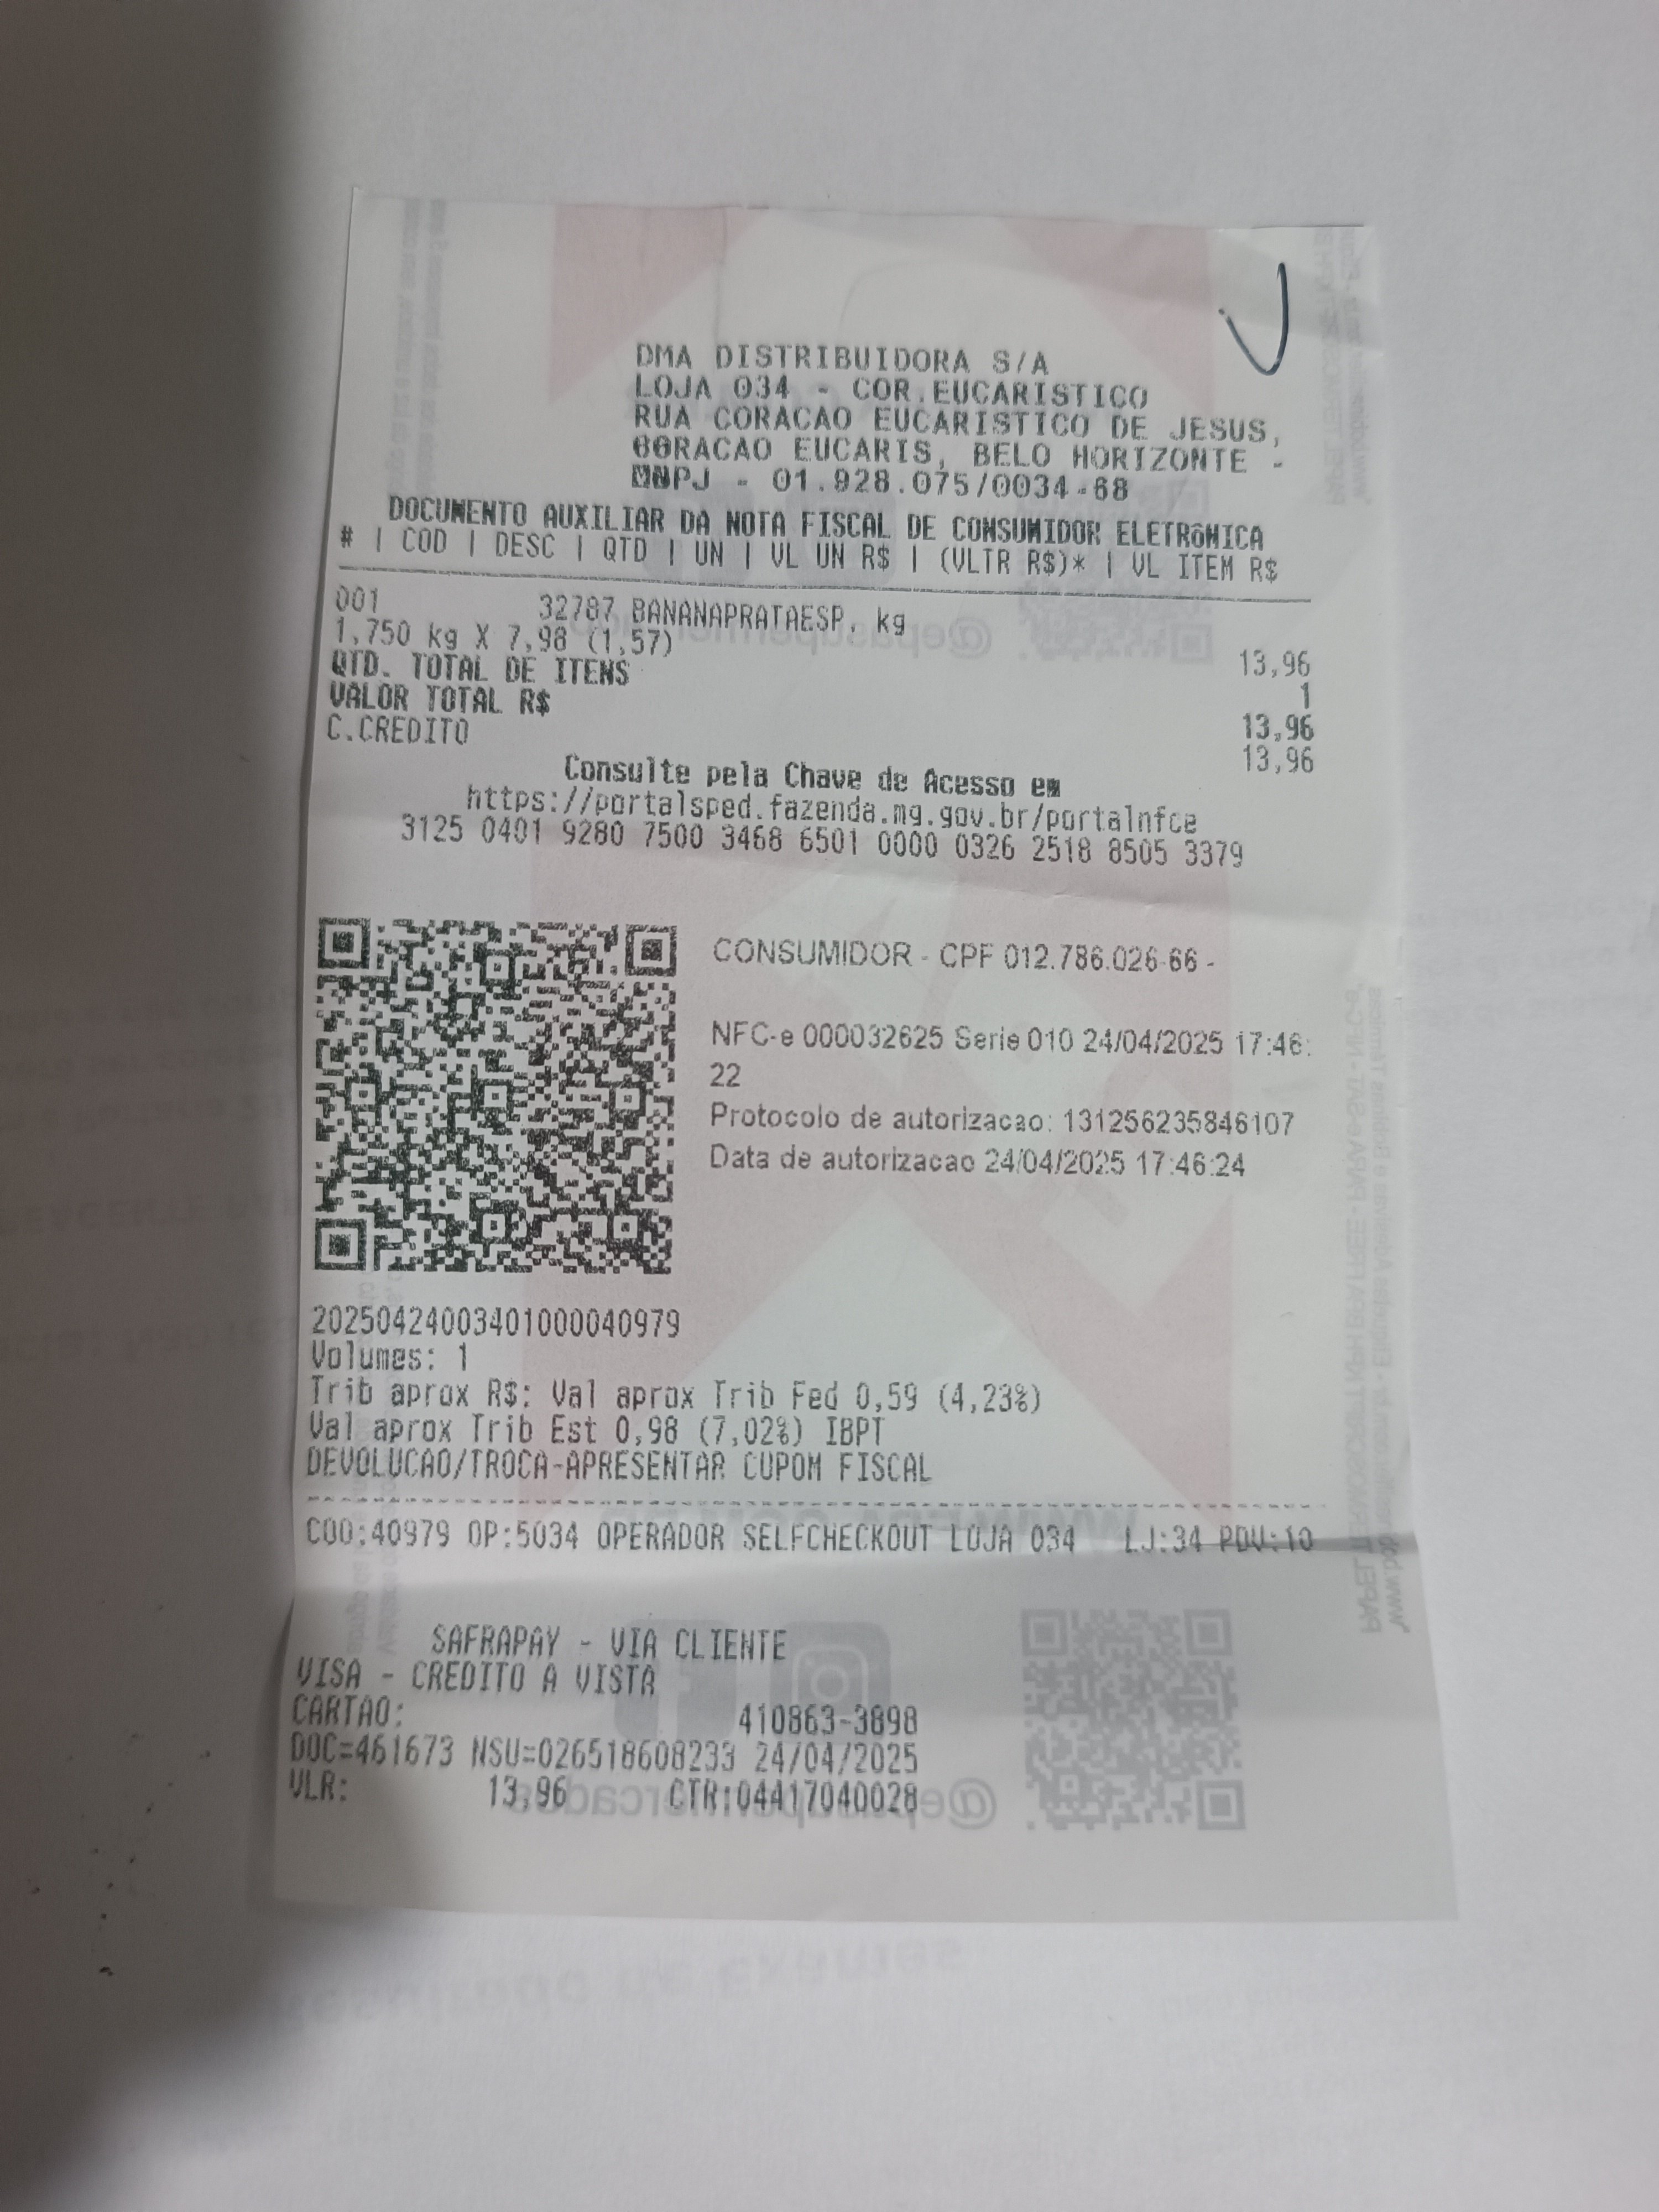 DMA DISTRIBUIDORA S/A
LOJA 034 - COR.EUCARISTICO
RUA CORACAO EUCARISTICO DE JESUS,
CORACAO EUCARIS, BELO HORIZONTE -
CNPJ - 01.928.075/0034-68
DOCUMENTO AUXILIAR DA NOTA FISCAL DE CONSUMIDOR ELETRôNICA
# | COD | DESC | QTD | UN | VL UN R$ | (VLTR R$)* | VL ITEM R$
001 32787 BANANAPRATAESP. kg
1,750 kg X 7,98 (1,57) 13,96
QTD. TOTAL DE ITENS 1
VALOR TOTAL R$ 13,96
C.CREDITO 13,96
Consulte pela Chave de Acesso em
https://portalsped.fazenda.mg.gov.br/portalnfce
3125 0401 9280 7500 3468 6501 0000 0326 2518 8505 3379
CONSUMIDOR - CPF 012.786.026-66 -
NFC-e 000032625 Serie 010 24/04/2025 17:46:
22
Protocolo de autorizacao: 131256235846107
Data de autorizacao 24/04/2025 17:46:24
20250424003401000040979
Volumes: 1
Trib aprox R$: Val aprox Trib Fed 0,59 (4,23%)
Val aprox Trib Est 0,98 (7,02%) IBPT
DEVOLUCAO/TROCA-APRESENTAR CUPOM FISCAL
COO:40979 OP:5034 OPERADOR SELFCHECKOUT LOJA 034 LJ:34 PDV:10
SAFRAPAY - VIA CLIENTE
VISA - CREDITO A VISTA
CARTAO: 410863-3898
DOC=461673 NSU=026518608233 24/04/2025
VLR: 13,96 CTR:04417040028